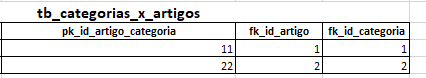 tb_categorias_x_artigos
pk_id_artigo_categoria fk_id_artigo fk_id_categoria
11 1 1
22 2 2